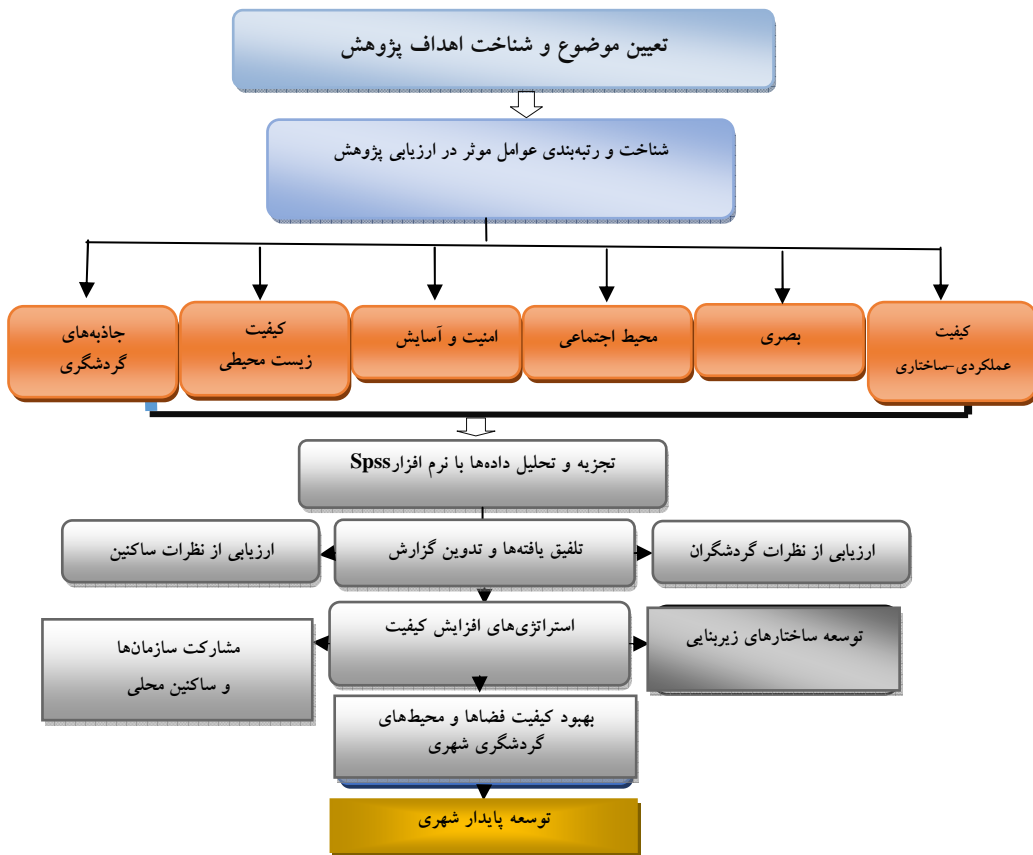 تعیین موضوع و شناخت اهداف پژوهش
شناخت و رتبه‌بندی عوامل موثر در ارزیابی پژوهش
کیفیت
عملکردی-ساختاری
بصری
محیط اجتماعی
امنیت و آسایش
کیفیت
زیست محیطی
جاذبه‌های
گردشگری
تجزیه و تحلیل داده‌ها با نرم افزار Spss
ارزیابی از نظرات گردشگران
تلفیق یافته‌ها و تدوین گزارش
ارزیابی از نظرات ساکنین
توسعه ساختارهای زیربنایی
استراتژی‌های افزایش کیفیت
مشارکت سازمان‌ها
و ساکنین محلی
بهبود کیفیت فضاها و محیط‌های
گردشگری شهری
توسعه پایدار شهری